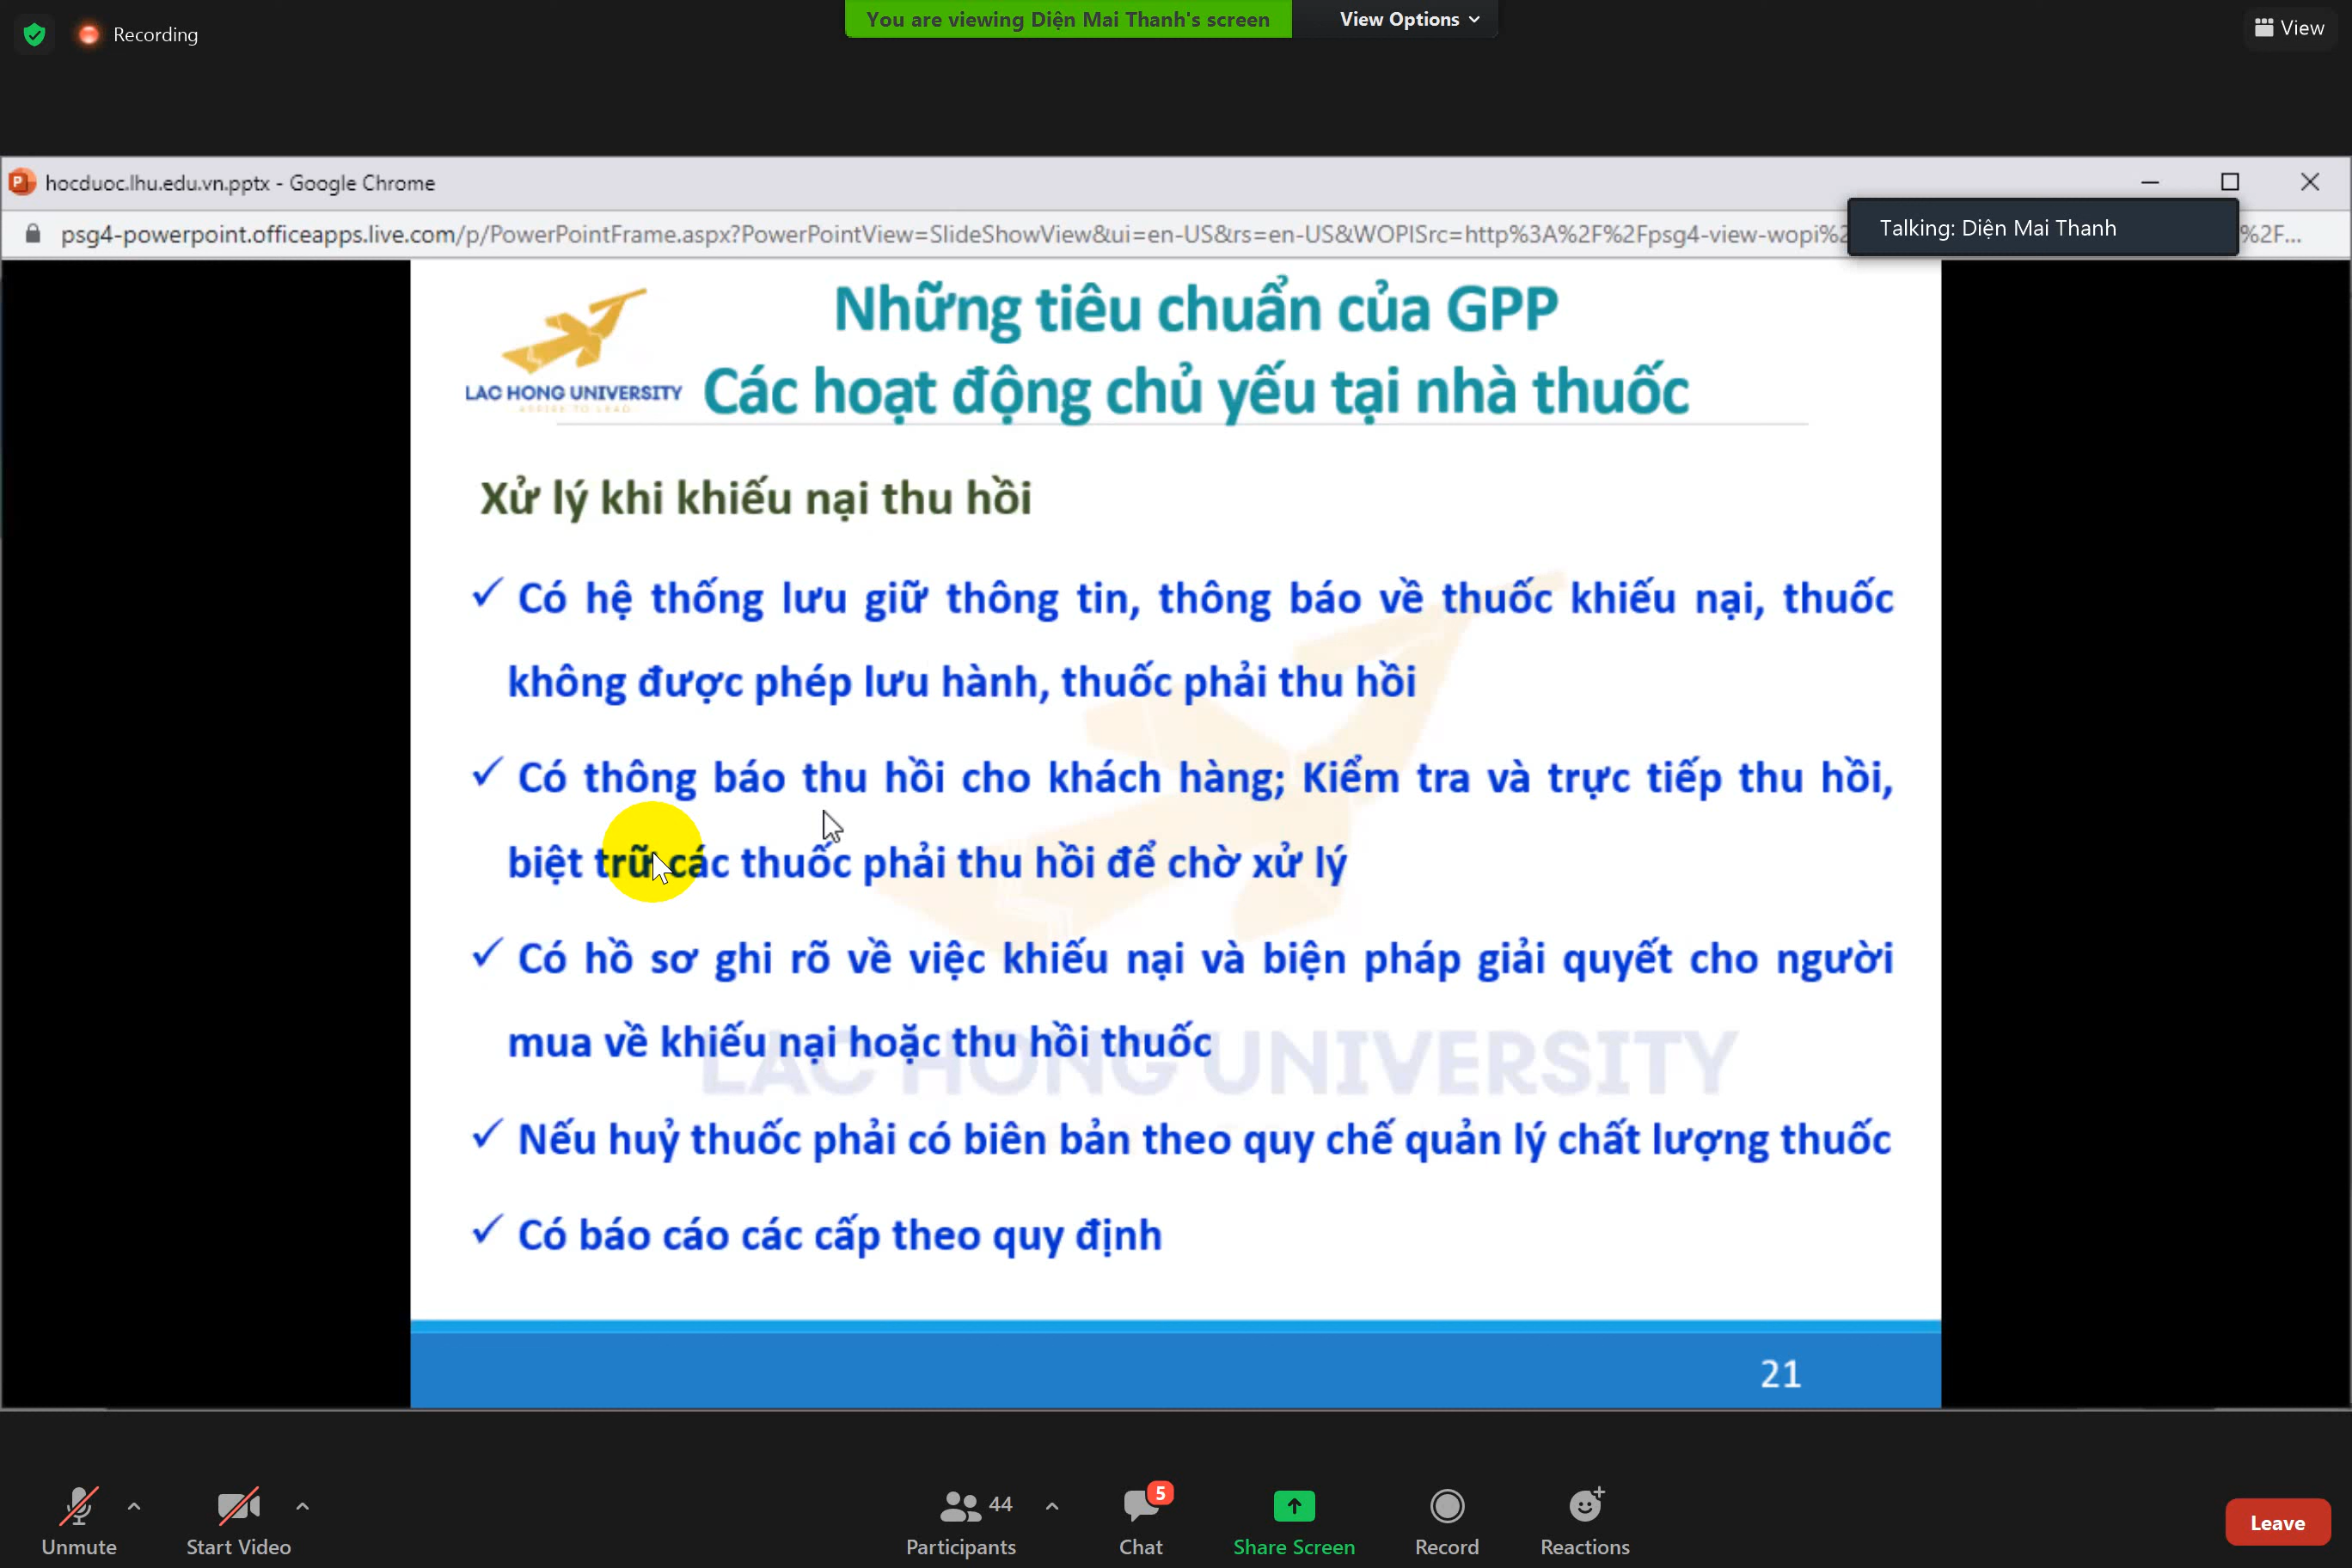 Recording
You are viewing Diện Mai Thanh's screen
View Options
View
hocduoc.lhu.edu.vn.pptx - Google Chrome
psg4-powerpoint.officeapps.live.com/p/PowerPointFrame.aspx?PowerPointView=SlideShowView&ui=en-US&rs=en-US&WOPISrc=http%3A%2F%2Fpsg4-view-wopi%2
%2F...
Talking: Diện Mai Thanh
Những tiêu chuẩn của GPP
LAC HONG UNIVERSITY
ASPIRE TO LEAD
Các hoạt động chủ yếu tại nhà thuốc
Xử lý khi khiếu nại thu hồi
✓ Có hệ thống lưu giữ thông tin, thông báo về thuốc khiếu nại, thuốc
không được phép lưu hành, thuốc phải thu hồi
✓ Có thông báo thu hồi cho khách hàng; Kiểm tra và trực tiếp thu hồi,
biệt trữ các thuốc phải thu hồi để chờ xử lý
✓ Có hồ sơ ghi rõ về việc khiếu nại và biện pháp giải quyết cho người
mua về khiếu nại hoặc thu hồi thuốc
LAC HONG UNIVERSITY
✓ Nếu huỷ thuốc phải có biên bản theo quy chế quản lý chất lượng thuốc
✓ Có báo cáo các cấp theo quy định
21
Unmute
Start Video
44
Participants
5
Chat
Share Screen
Record
Reactions
Leave